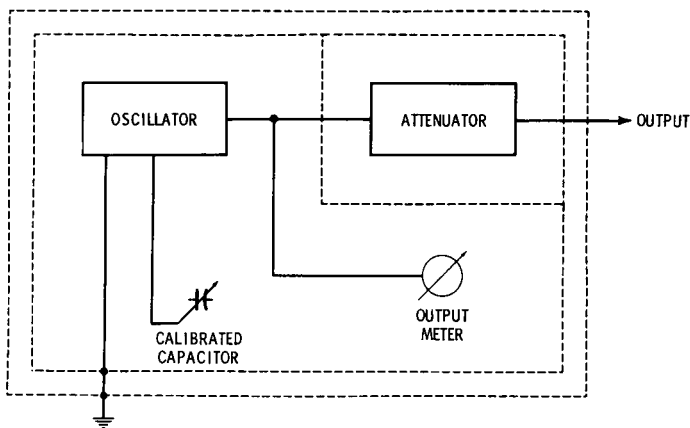 OSCILLATOR
ATTENUATOR
OUTPUT
OUTPUT
METER
CALIBRATED
CAPACITOR